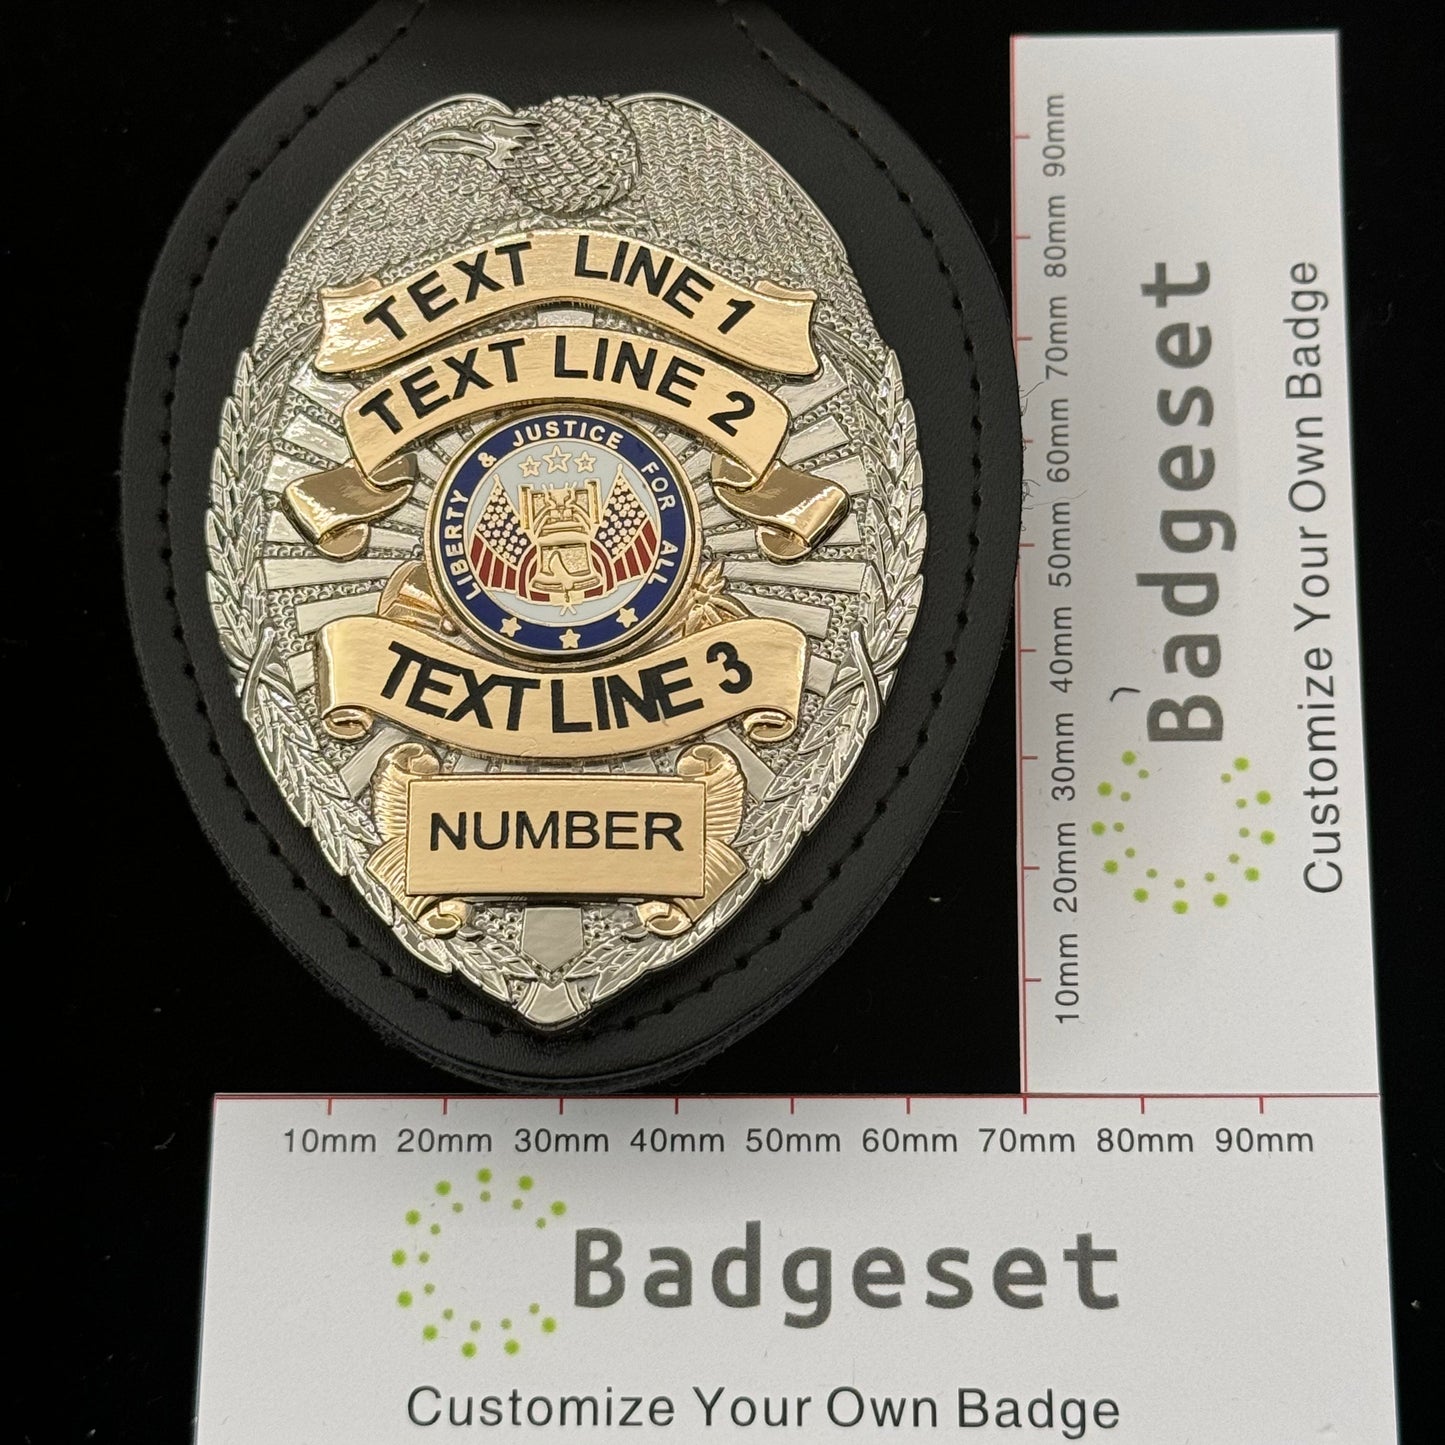 TEXT LINE 1
TEXT LINE 2
LIBERTY & JUSTICE FOR ALL
TEXT LINE 3
NUMBER
90mm
80mm
70mm
60mm
50mm
40mm
30mm
20mm
10mm
Badgeset
Customize Your Own Badge
10mm 20mm 30mm 40mm 50mm 60mm 70mm 80mm 90mm
Badgeset
Customize Your Own Badge